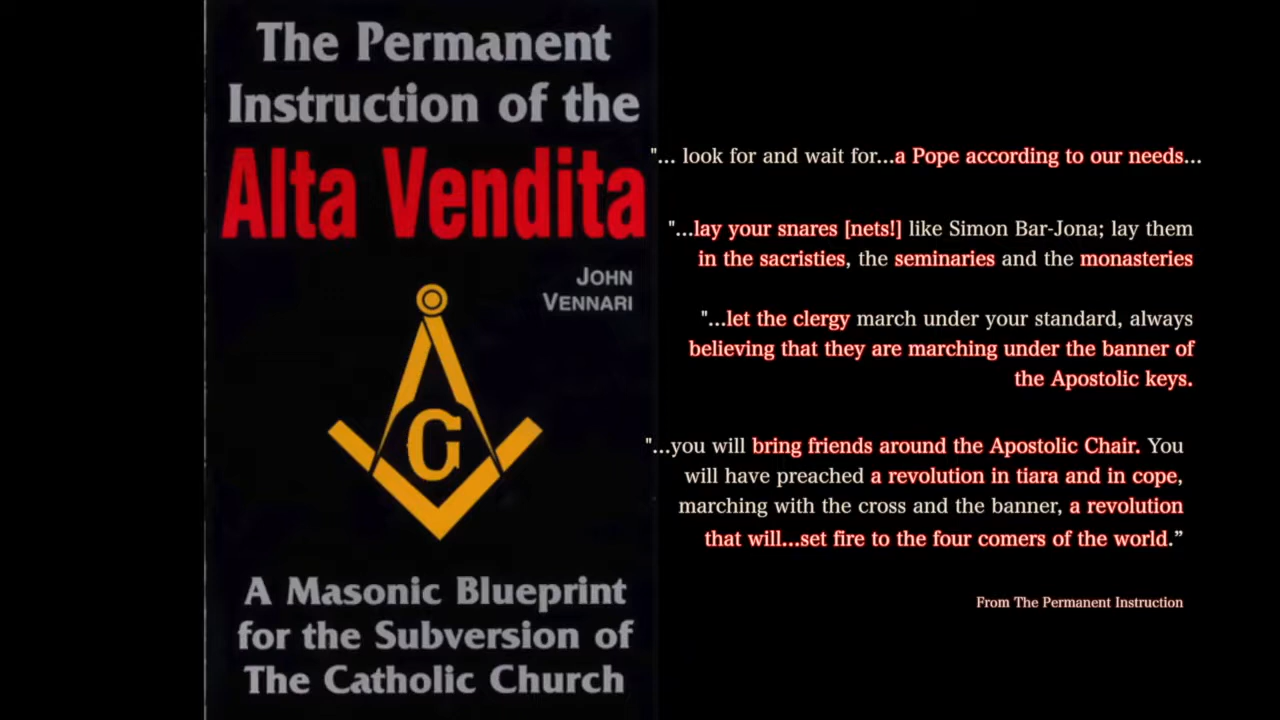 The Permanent
Instruction of the
Alta Vendita
JOHN
VENNARI
G
A Masonic Blueprint
for the Subversion of
The Catholic Church
"... look for and wait for...a Pope according to our needs...
"...lay your snares [nets!] like Simon Bar-Jona; lay them
in the sacristies, the seminaries and the monasteries
"...let the clergy march under your standard, always
believing that they are marching under the banner of
the Apostolic keys.
"...you will bring friends around the Apostolic Chair. You
will have preached a revolution in tiara and in cope,
marching with the cross and the banner, a revolution
that will...set fire to the four comers of the world.”
From The Permanent Instruction